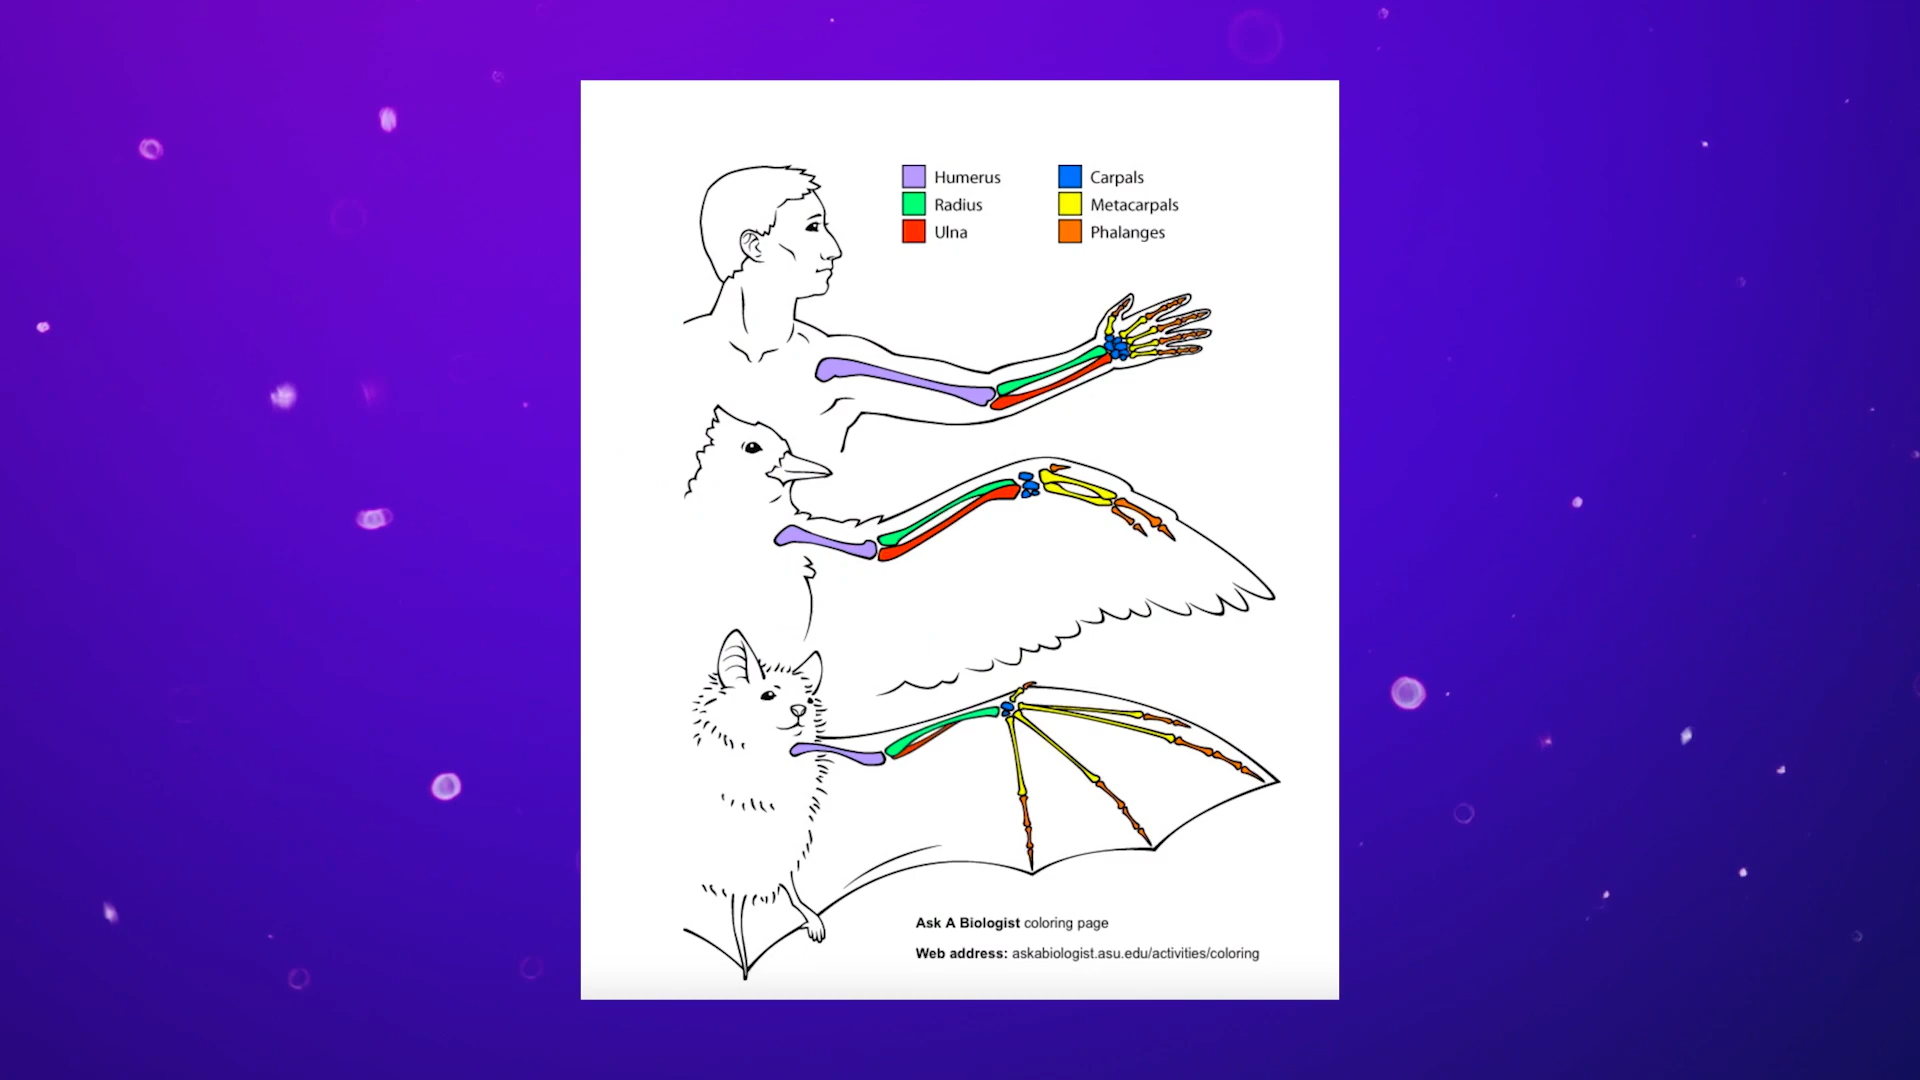 Humerus
Radius
Ulna
Carpals
Metacarpals
Phalanges
Ask A Biologist coloring page
Web address: askabiologist.asu.edu/activities/coloring